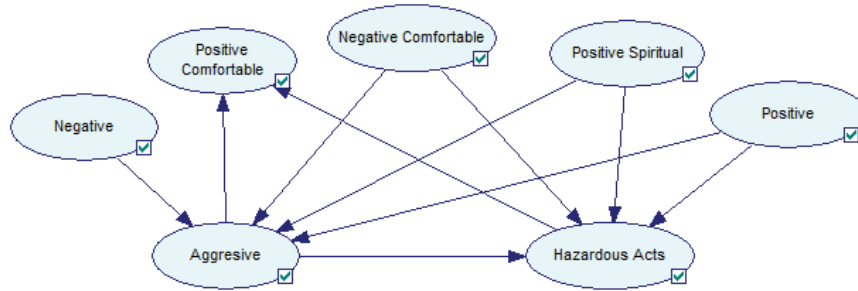 Positive
Comfortable
Negative Comfortable
Positive Spiritual
Negative
Positive
Aggresive
Hazardous Acts